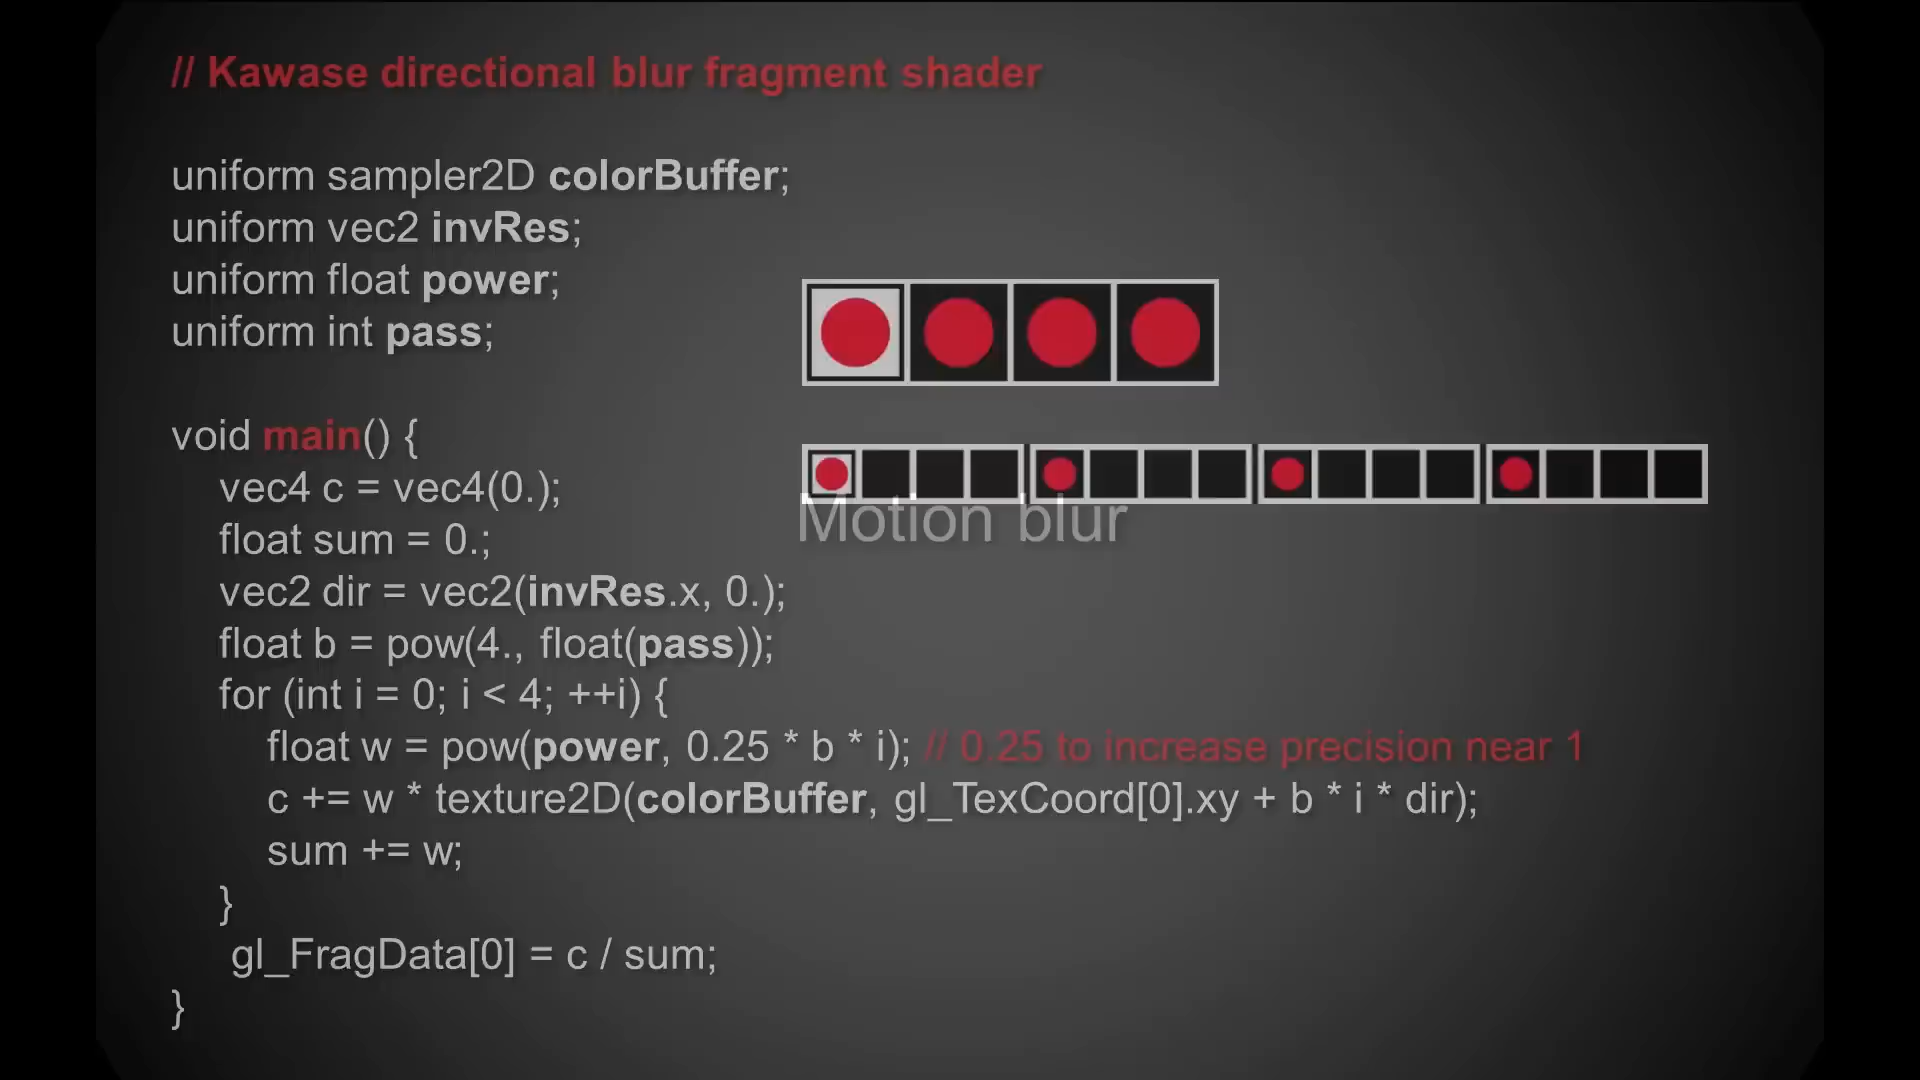 // Kawase directional blur fragment shader
uniform sampler2D colorBuffer;
uniform vec2 invRes;
uniform float power;
uniform int pass;
void main() {
vec4 c = vec4(0.);
float sum = 0.;
Motion blur
vec2 dir = vec2(invRes.x, 0.);
float b = pow(4., float(pass));
for (int i = 0; i < 4; ++i) {
float w = pow(power, 0.25 * b * i); // 0.25 to increase precision near 1
c += w * texture2D(colorBuffer, gl_TexCoord[0].xy + b * i * dir);
sum += w;
}
gl_FragData[0] = c / sum;
}